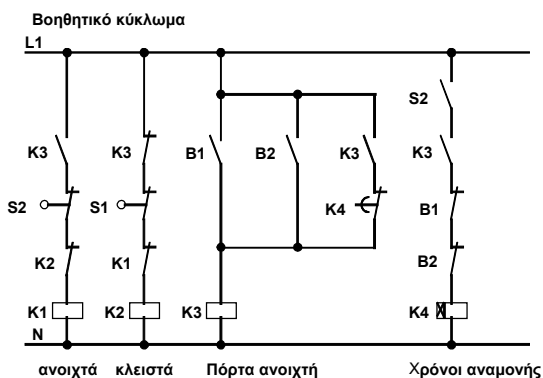 Βοηθητικό κύκλωμα
L1
S2
K3 K3 B1 B2 K3 K3
S2 S1 K4 B1
K2 K1 B2
K1 K2 K3 K4
N
ανοιχτά κλειστά Πόρτα ανοιχτή Χρόνοι αναμονής